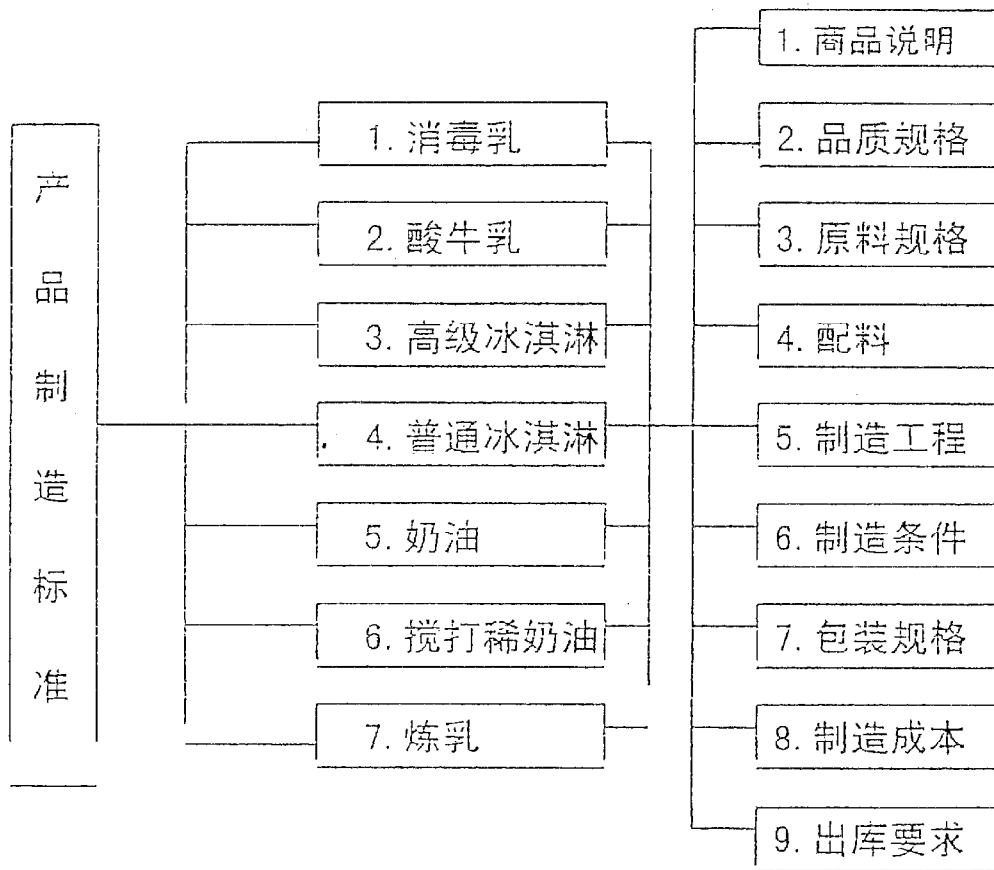 产品制造标准
1. 消毒乳
2. 酸牛乳
3. 高级冰淇淋
4. 普通冰淇淋
5. 奶油
6. 搅打稀奶油
7. 炼乳
1. 商品说明
2. 品质规格
3. 原料规格
4. 配料
5. 制造工程
6. 制造条件
7. 包装规格
8. 制造成本
9. 出库要求